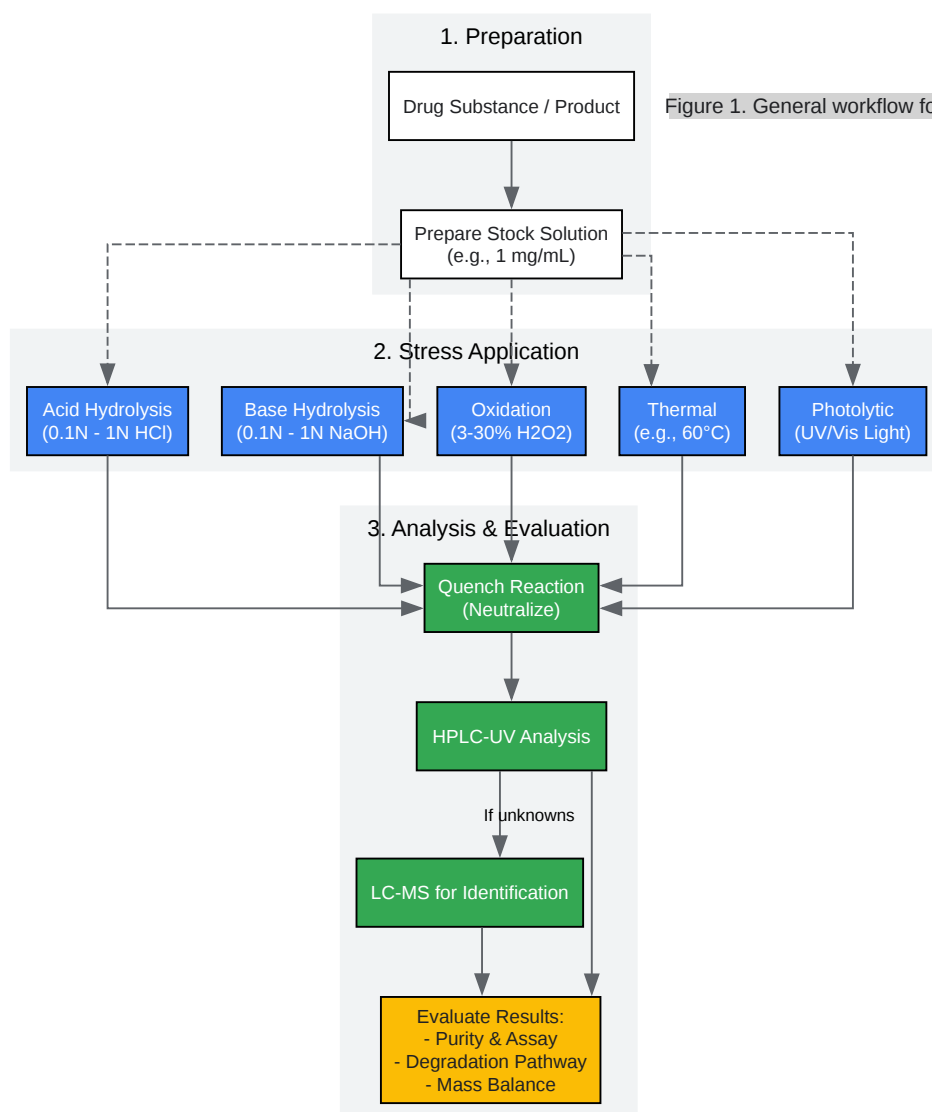 1. Preparation
Drug Substance / Product
Figure 1. General workflow fo
Prepare Stock Solution
(e.g., 1 mg/mL)
2. Stress Application
Acid Hydrolysis
(0.1N - 1N HCl)
Base Hydrolysis
(0.1N - 1N NaOH)
Oxidation
(3-30% H2O2)
Thermal
(e.g., 60°C)
Photolytic
(UV/Vis Light)
3. Analysis & Evaluation
Quench Reaction
(Neutralize)
HPLC-UV Analysis
If unknowns
LC-MS for Identification
Evaluate Results:
- Purity & Assay
- Degradation Pathway
- Mass Balance